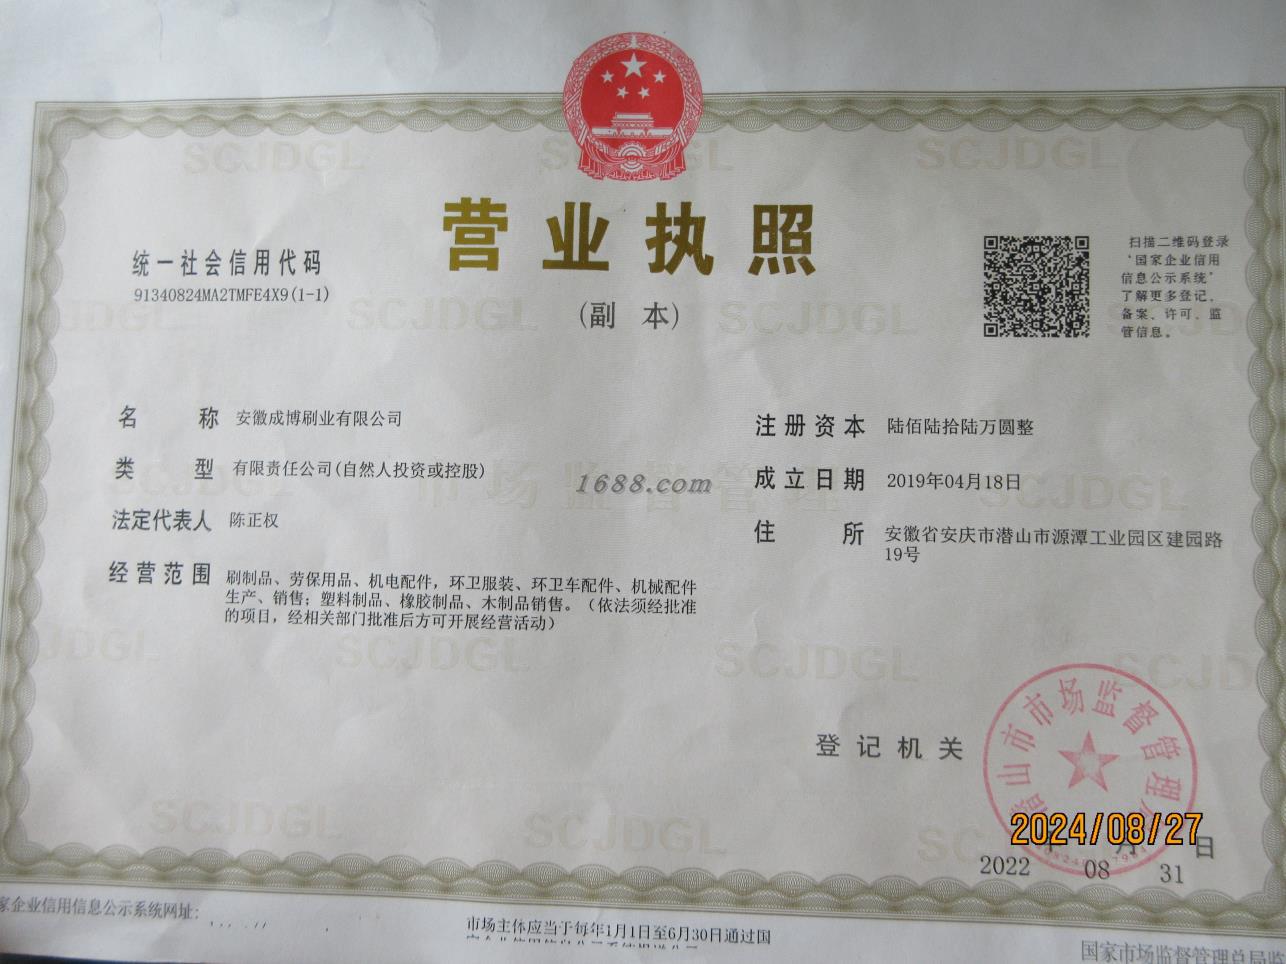 营业执照
(副 本)
统一社会信用代码
91340824MA2TMFE4X9(1-1)
扫描二维码登录
‘国家企业信用
信息公示系统’
了解更多登记、
备案、许可、监
管信息。
名 称 安徽成博刷业有限公司
类 型 有限责任公司(自然人投资或控股)
法定代表人 陈正权
经营范围 刷制品、劳保用品、机电配件，环卫服装、环卫车配件、机械配件
生产、销售；塑料制品、橡胶制品、木制品销售。（依法须经批准
的项目，经相关部门批准后方可开展经营活动）
注册资本 陆佰陆拾陆万圆整
成立日期 2019年04月18日
住 所 安徽省安庆市潜山市源潭工业园区建园路
19号
1688.com
登记机关
潜山市市场监督管理
2024/08/27
月 日
2022 08 31
家企业信用信息公示系统网址:
市场主体应当于每年1月1日至6月30日通过国
国家市场监督管理总局监
SCJDGL